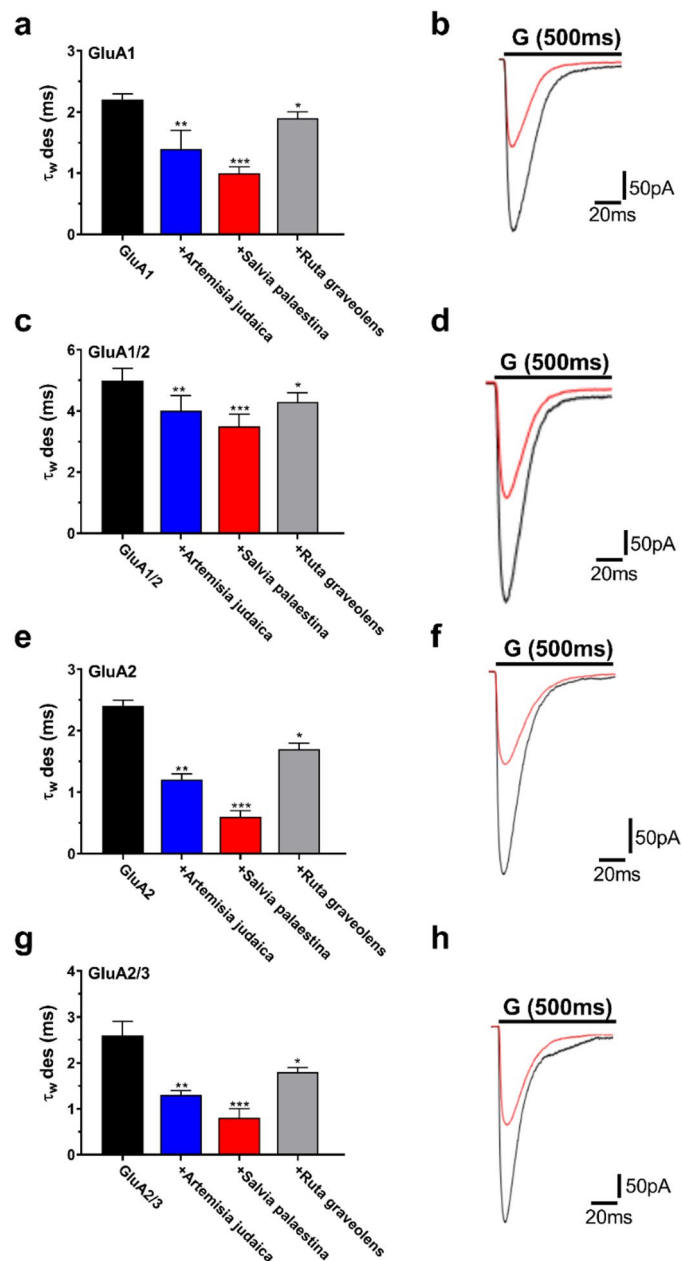 a
GluA1
τw des (ms)
3
2
1
0
GluA1
+Artemisia judaica
+Salvia palaestina
+Ruta graveolens
**
***
*
b
G (500ms)
50pA
20ms
c
GluA1/2
τw des (ms)
6
4
2
0
GluA1/2
+Artemisia judaica
+Salvia palaestina
+Ruta graveolens
**
***
*
d
G (500ms)
50pA
20ms
e
GluA2
τw des (ms)
3
2
1
0
GluA2
+Artemisia judaica
+Salvia palaestina
+Ruta graveolens
**
***
*
f
G (500ms)
50pA
20ms
g
GluA2/3
τw des (ms)
4
3
2
1
0
GluA2/3
+Artemisia judaica
+Salvia palaestina
+Ruta graveolens
**
***
*
h
G (500ms)
50pA
20ms